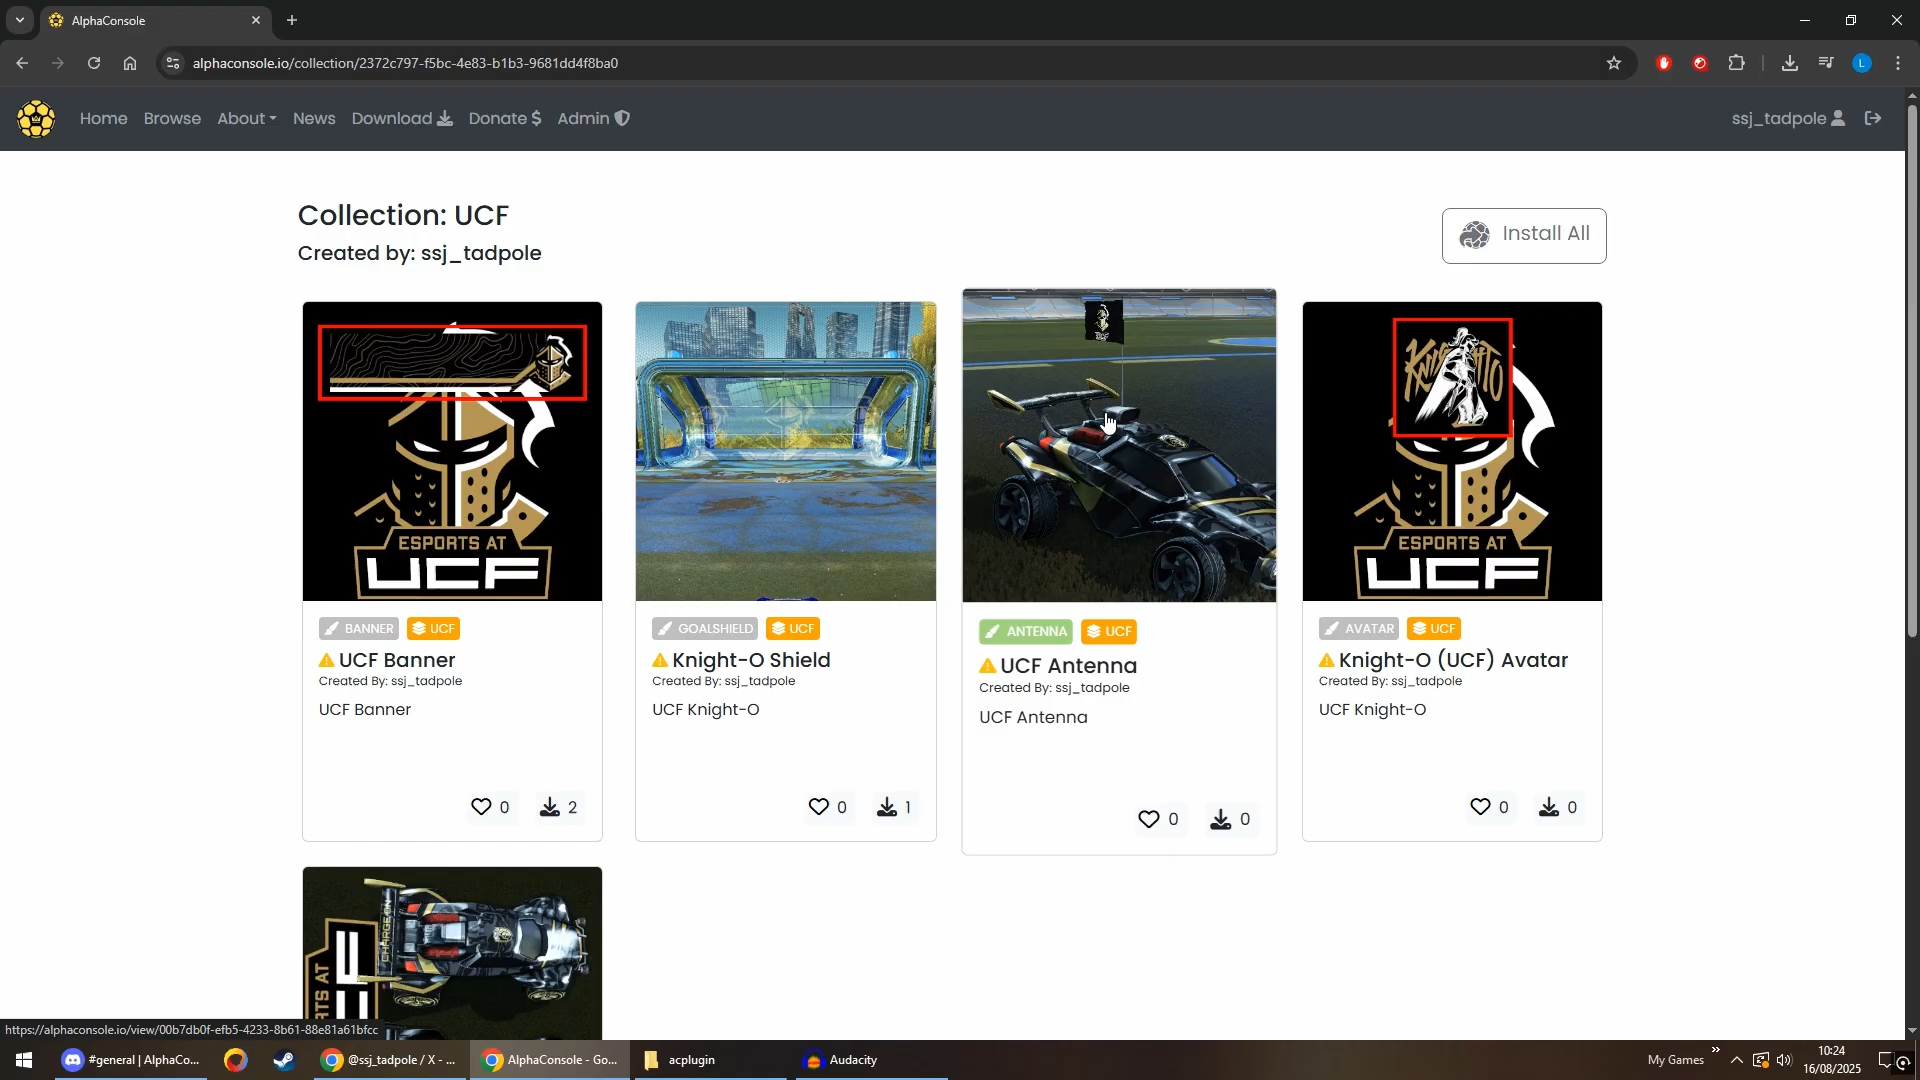 AlphaConsole
alphaconsole.io/collection/2372c797-f5bc-4e83-b1b3-9681dd4f8ba0
L
Home Browse About News Download Donate Admin
ssj_tadpole
Collection: UCF
Created by: ssj_tadpole
Install All
ESPORTS AT
UCF
KNIGHTO
ESPORTS AT
UCF
BANNER UCF
UCF Banner
Created By: ssj_tadpole
UCF Banner
0 2
GOALSHIELD UCF
Knight-O Shield
Created By: ssj_tadpole
UCF Knight-O
0 1
ANTENNA UCF
UCF Antenna
Created By: ssj_tadpole
UCF Antenna
0 0
AVATAR UCF
Knight-O (UCF) Avatar
Created By: ssj_tadpole
UCF Knight-O
0 0
CHARGE ON
https://alphaconsole.io/view/00b7db0f-efb5-4233-8b61-88e81a61bfcc
#general | AlphaCo...
@ssj_tadpole / X - ...
AlphaConsole - Go...
acplugin
Audacity
My Games
10:24
16/08/2025